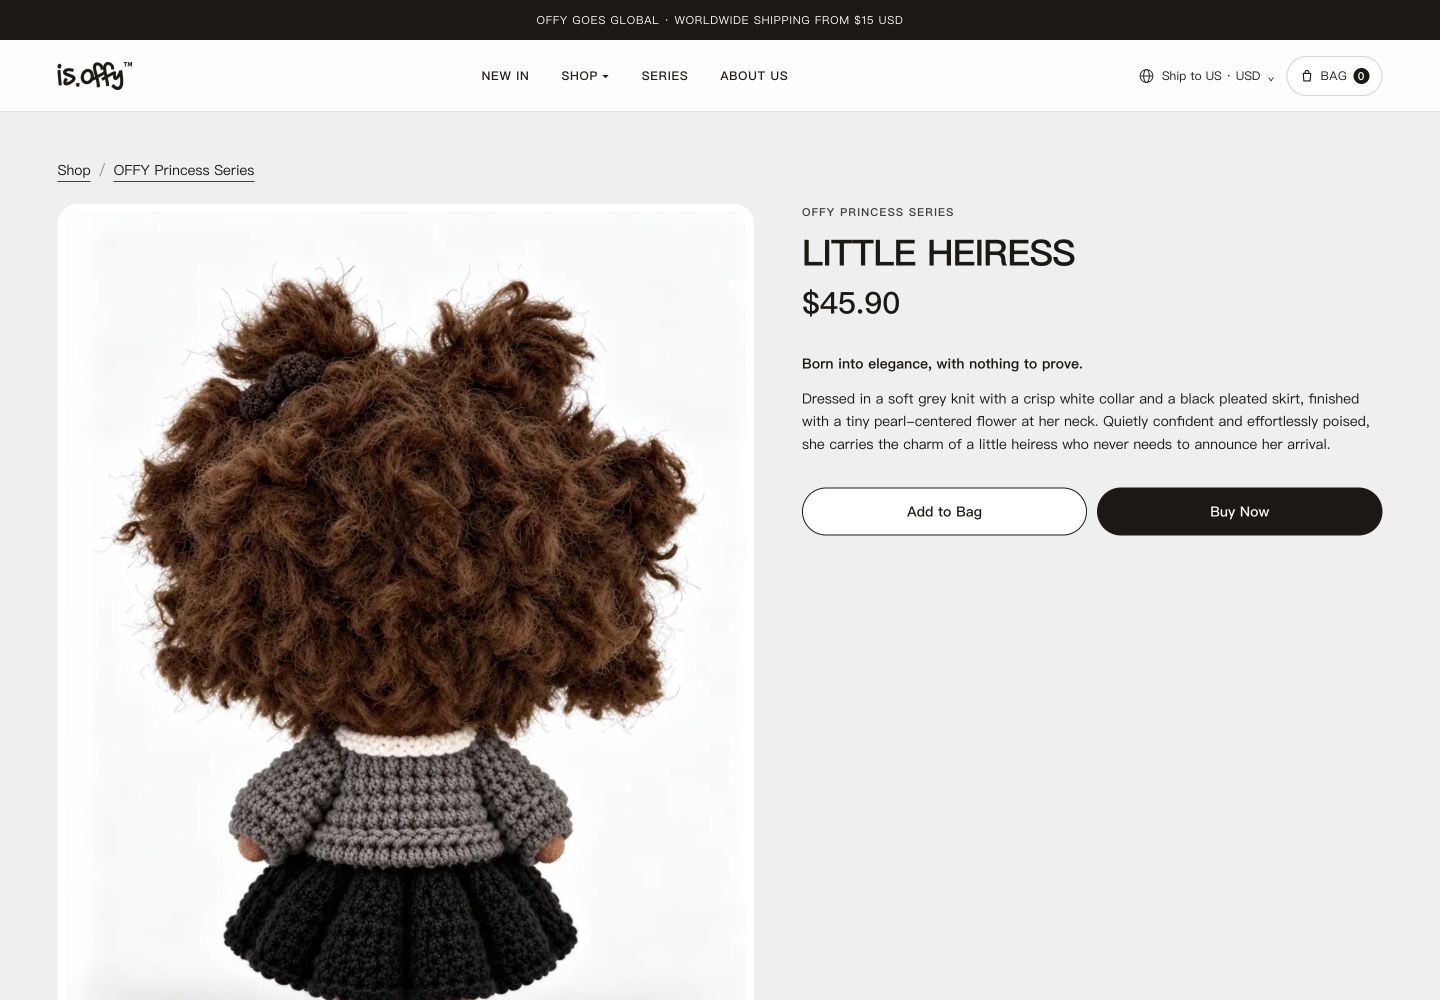 OFFY GOES GLOBAL · WORLDWIDE SHIPPING FROM $15 USD
is.offy™
NEW IN
SHOP
SERIES
ABOUT US
Ship to US · USD
BAG 0
Shop / OFFY Princess Series
OFFY PRINCESS SERIES
LITTLE HEIRESS
$45.90
Born into elegance, with nothing to prove.
Dressed in a soft grey knit with a crisp white collar and a black pleated skirt, finished
with a tiny pearl-centered flower at her neck. Quietly confident and effortlessly poised,
she carries the charm of a little heiress who never needs to announce her arrival.
Add to Bag
Buy Now